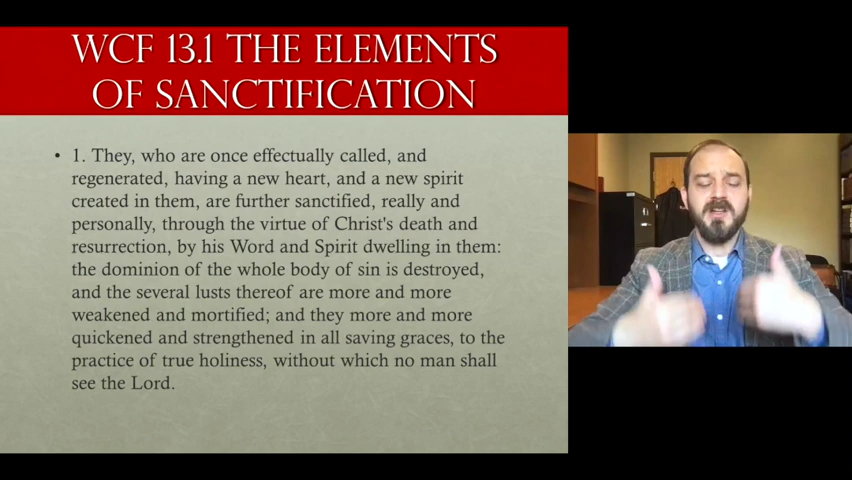 WCF 13.1 THE ELEMENTS
OF SANCTIFICATION
• 1. They, who are once effectually called, and
regenerated, having a new heart, and a new spirit
created in them, are further sanctified, really and
personally, through the virtue of Christ's death and
resurrection, by his Word and Spirit dwelling in them:
the dominion of the whole body of sin is destroyed,
and the several lusts thereof are more and more
weakened and mortified; and they more and more
quickened and strengthened in all saving graces, to the
practice of true holiness, without which no man shall
see the Lord.